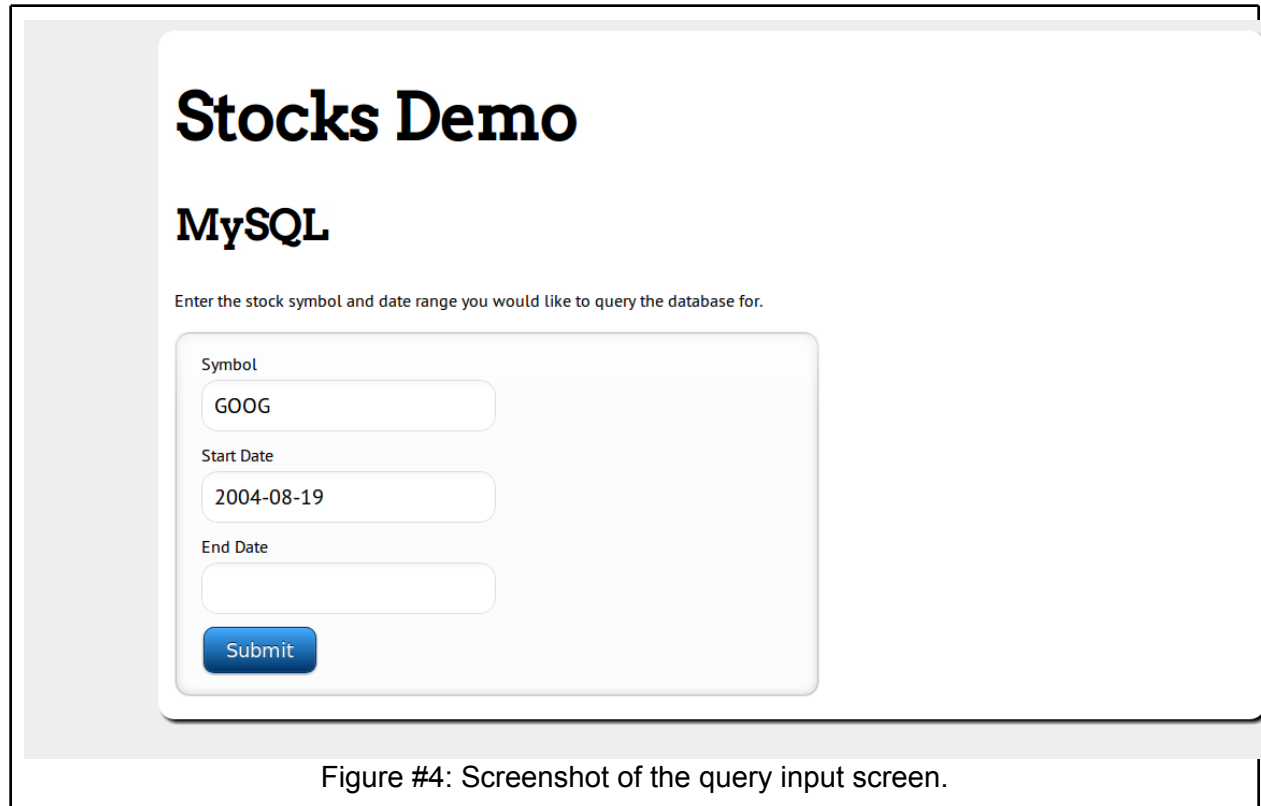 Stocks Demo
MySQL
Enter the stock symbol and date range you would like to query the database for.
Symbol
GOOG
Start Date
2004-08-19
End Date
Submit
Figure #4: Screenshot of the query input screen.